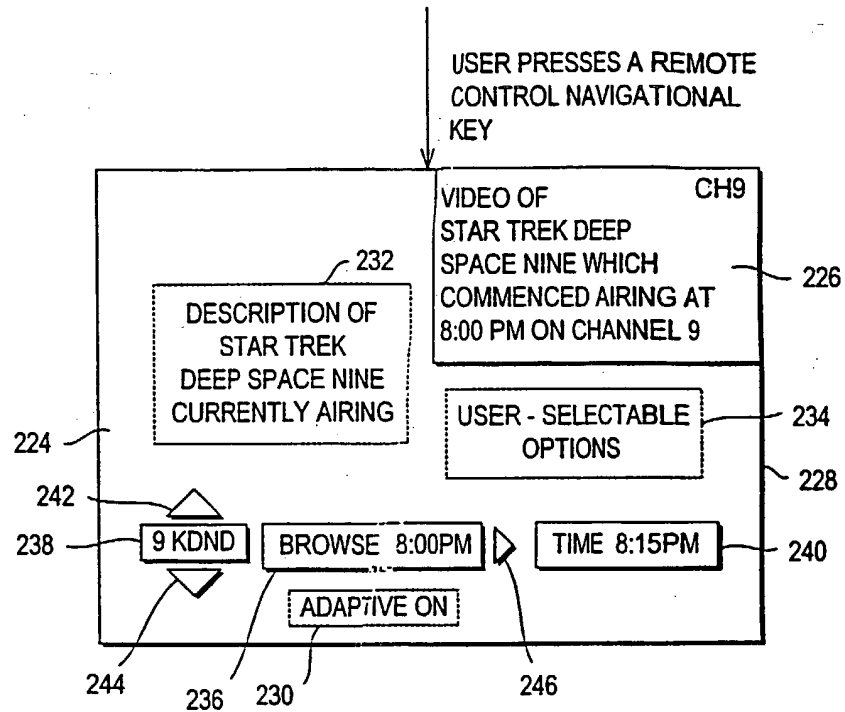 USER PRESSES A REMOTE
CONTROL NAVIGATIONAL
KEY
CH9
VIDEO OF
STAR TREK DEEP
SPACE NINE WHICH
COMMENCED AIRING AT
8:00 PM ON CHANNEL 9
226
232
DESCRIPTION OF
STAR TREK
DEEP SPACE NINE
CURRENTLY AIRING
USER - SELECTABLE
OPTIONS
234
224
228
242
238
9 KDND
BROWSE 8:00PM
TIME 8:15PM
240
ADAPTIVE ON
244
236
230
246